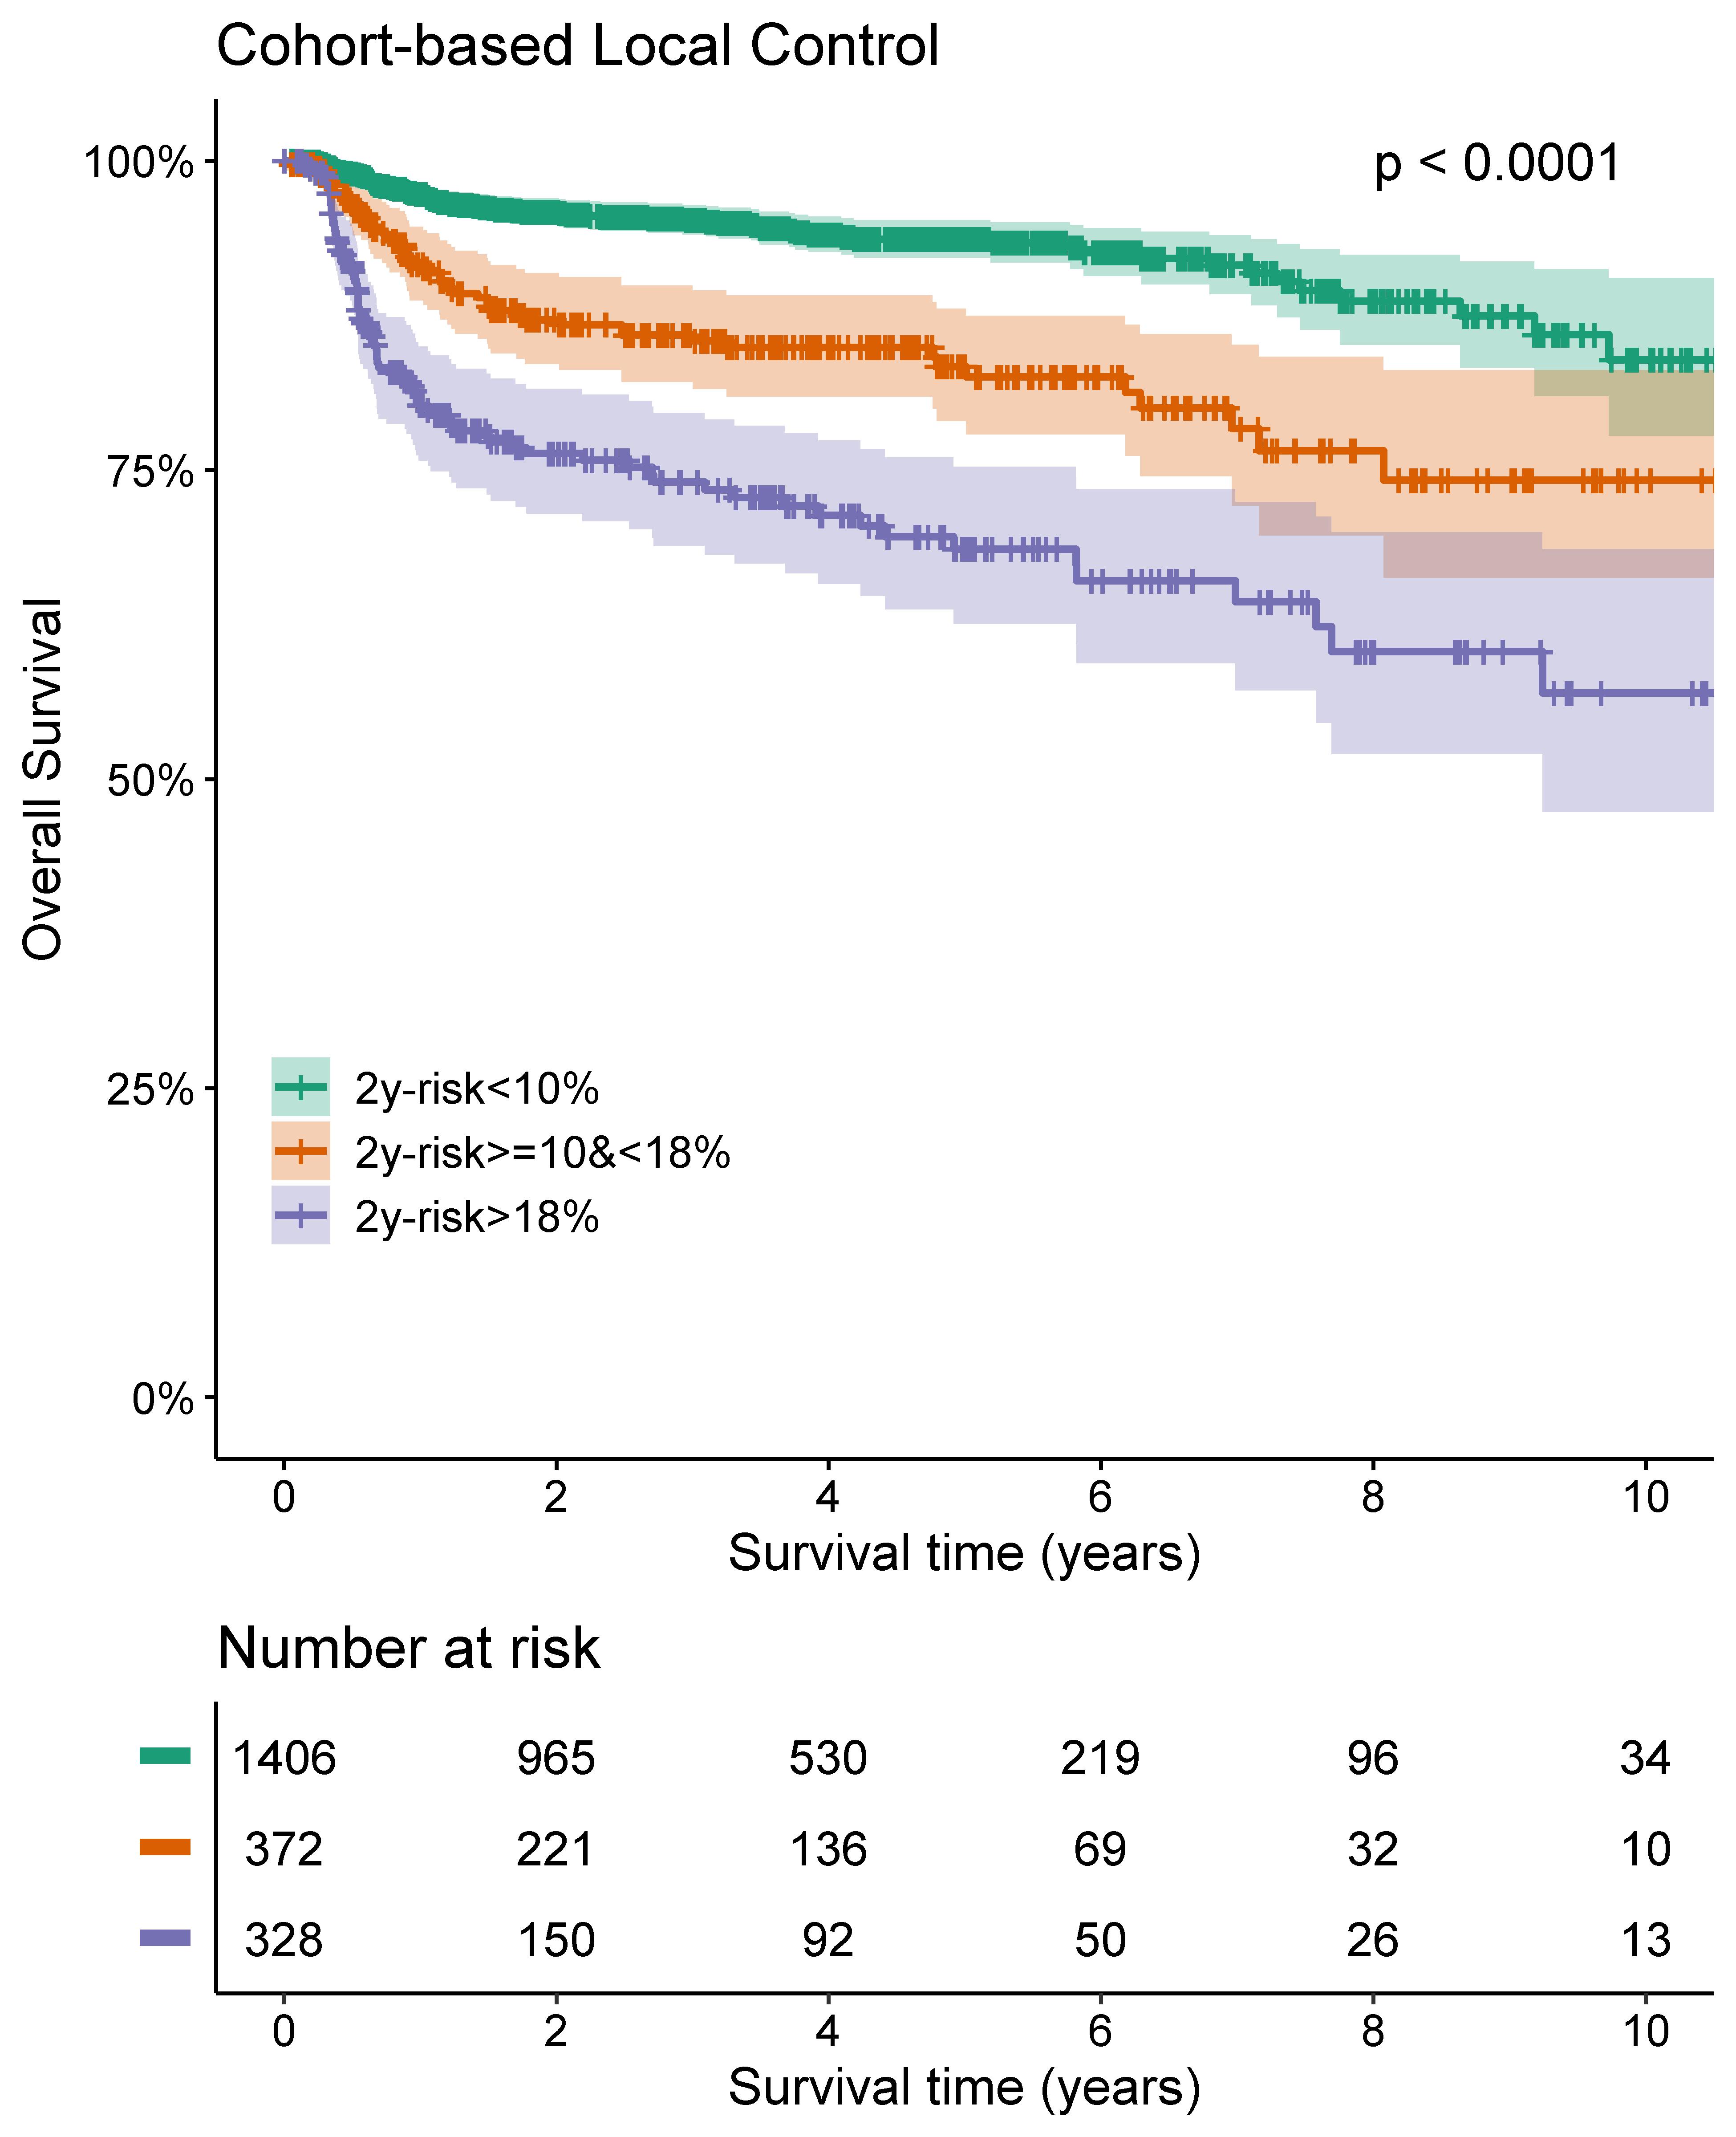 Cohort-based Local Control
p < 0.0001
100%
75%
50%
25%
0%
Overall Survival
2y-risk<10%
2y-risk>=10&<18%
2y-risk>18%
0 2 4 6 8 10
Survival time (years)
Number at risk
1406 965 530 219 96 34
372 221 136 69 32 10
328 150 92 50 26 13
0 2 4 6 8 10
Survival time (years)